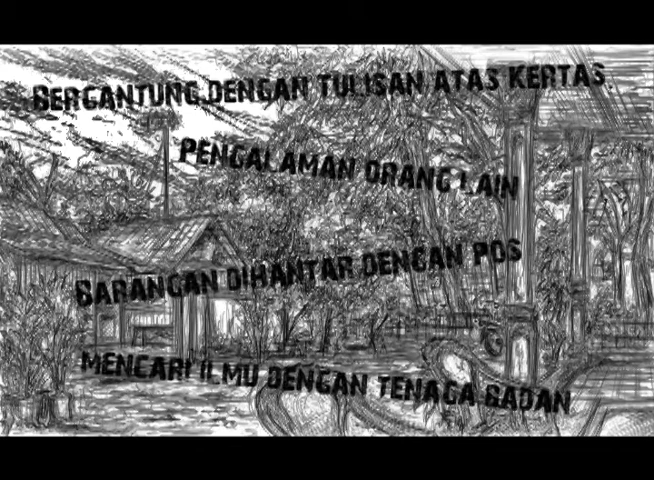 BERGANTUNG DENGAN TULISAN ATAS KERTAS.
PENGALAMAN ORANG LAIN
BARANGAN DIHANTAR DENGAN POS
MENCARI ILMU DENGAN TENAGA BADAN